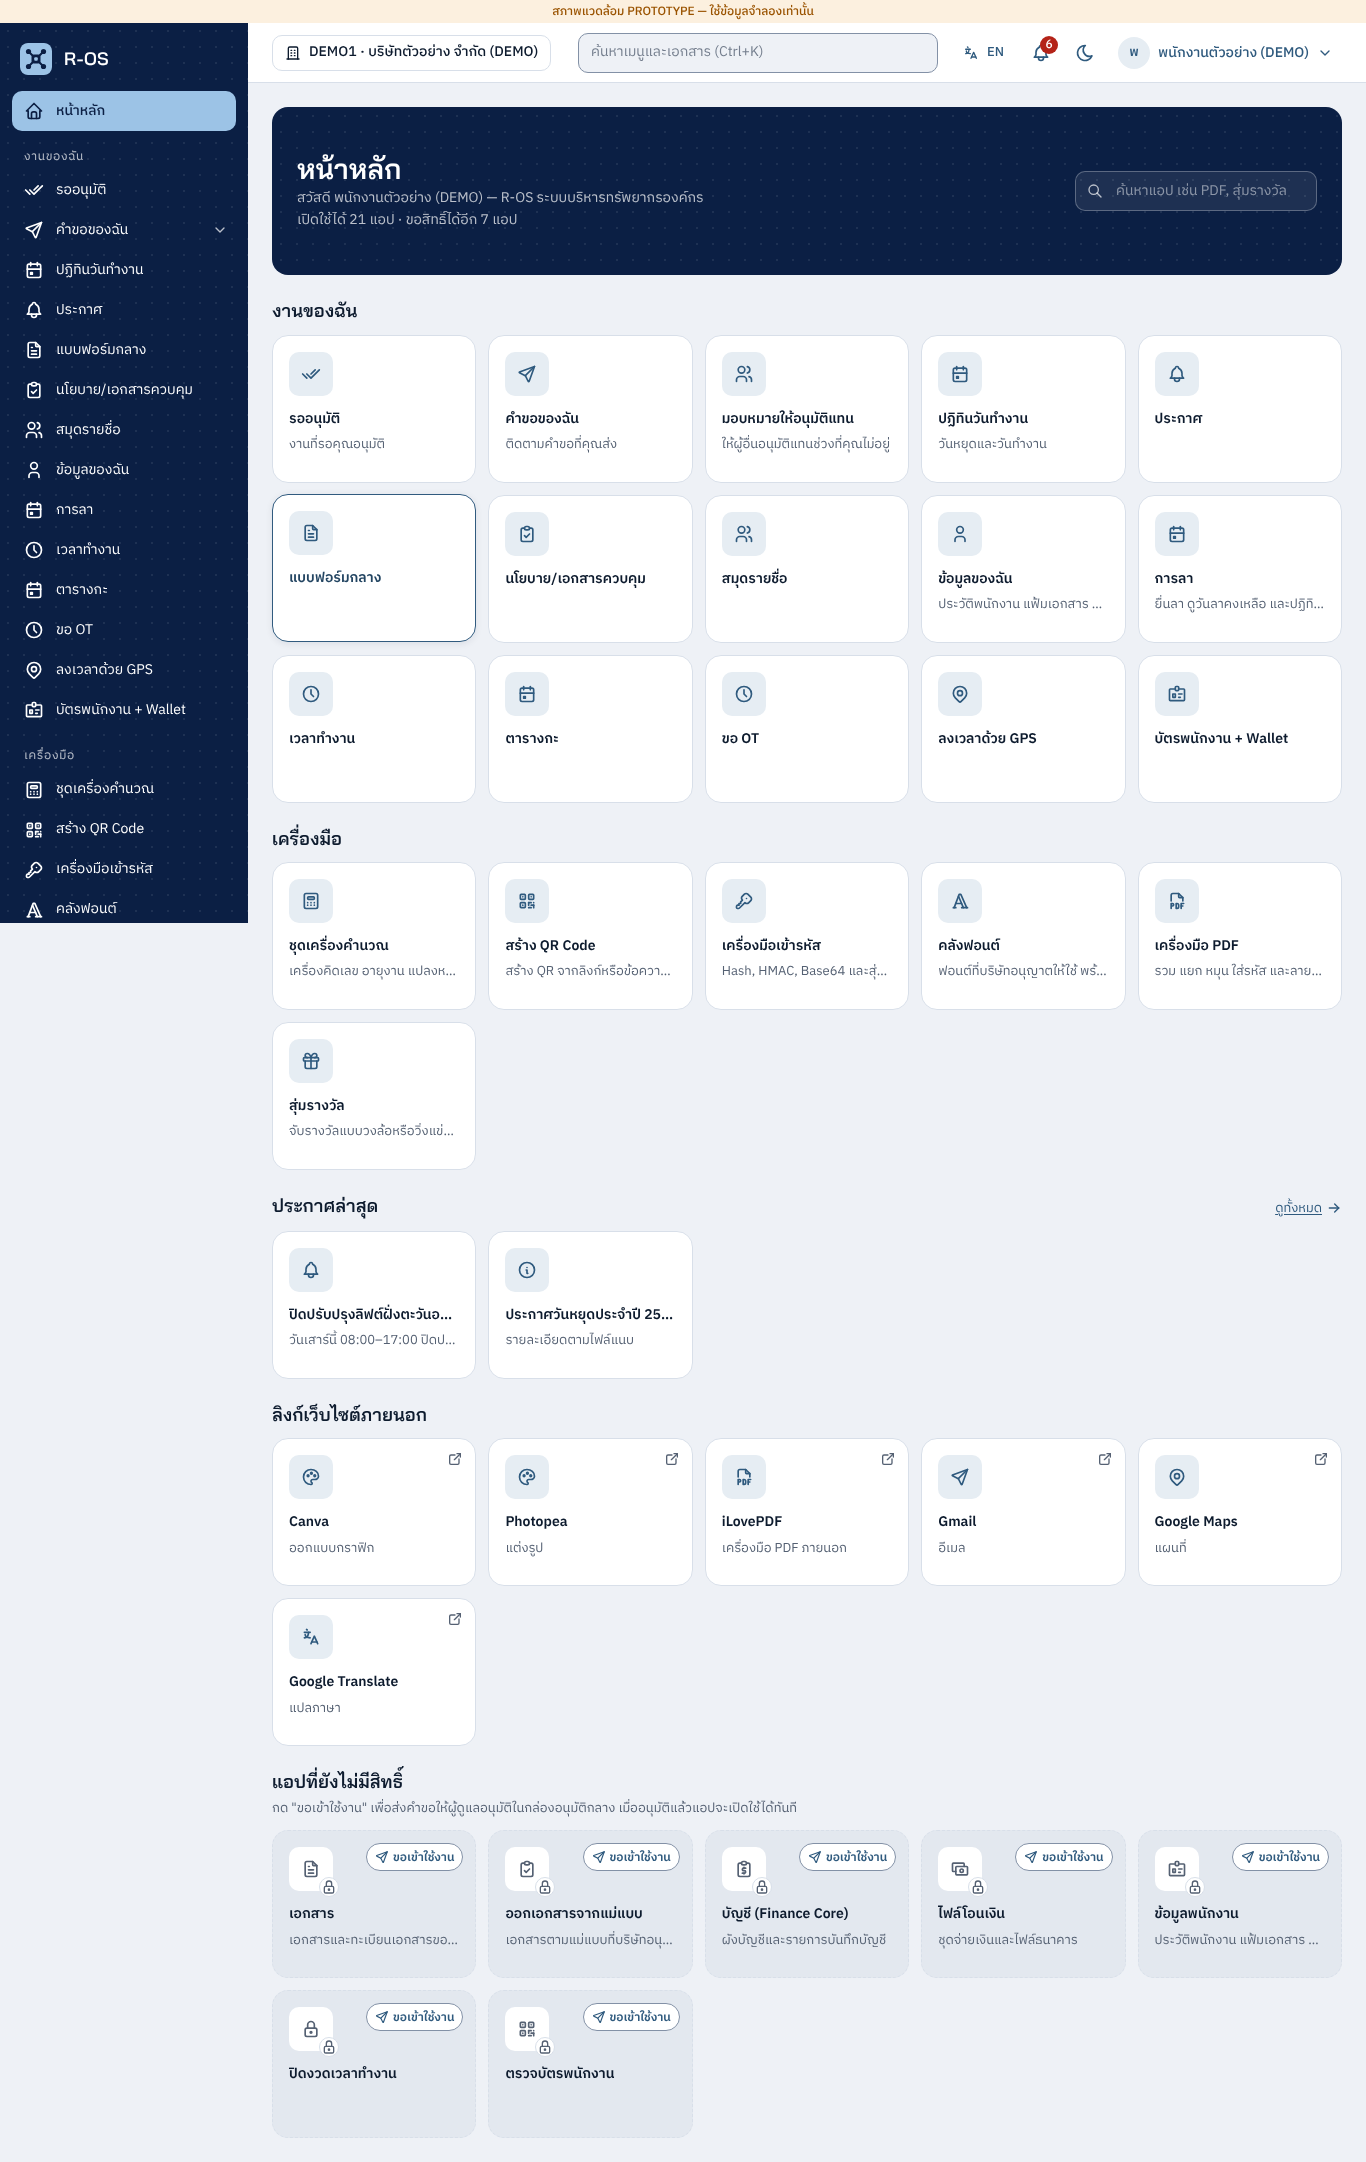 สภาพแวดล้อม PROTOTYPE — ใช้ข้อมูลจำลองเท่านั้น
R-OS
DEMO1 · บริษัทตัวอย่าง จำกัด (DEMO)
ค้นหาเมนูและเอกสาร (Ctrl+K)
EN
6
พ
พนักงานตัวอย่าง (DEMO)
หน้าหลัก
งานของฉัน
รออนุมัติ
คำขอของฉัน
ปฏิทินวันทำงาน
ประกาศ
แบบฟอร์มกลาง
นโยบาย/เอกสารควบคุม
สมุดรายชื่อ
ข้อมูลของฉัน
การลา
เวลาทำงาน
ตารางกะ
ขอ OT
ลงเวลาด้วย GPS
บัตรพนักงาน + Wallet
เครื่องมือ
ชุดเครื่องคำนวณ
สร้าง QR Code
เครื่องมือเข้ารหัส
คลังฟอนต์
หน้าหลัก
สวัสดี พนักงานตัวอย่าง (DEMO) — R-OS ระบบบริหารทรัพยากรองค์กร
เปิดใช้ได้ 21 แอป · ขอสิทธิ์ได้อีก 7 แอป
ค้นหาแอป เช่น PDF, สุ่มรางวัล
งานของฉัน
รออนุมัติ
งานที่รอคุณอนุมัติ
คำขอของฉัน
ติดตามคำขอที่คุณส่ง
มอบหมายให้อนุมัติแทน
ให้ผู้อื่นอนุมัติแทนช่วงที่คุณไม่อยู่
ปฏิทินวันทำงาน
วันหยุดและวันทำงาน
ประกาศ
แบบฟอร์มกลาง
นโยบาย/เอกสารควบคุม
สมุดรายชื่อ
ข้อมูลของฉัน
ประวัติพนักงาน แฟ้มเอกสาร ...
การลา
ยื่นลา ดูวันลาคงเหลือ และปฏิทิ...
เวลาทำงาน
ตารางกะ
ขอ OT
ลงเวลาด้วย GPS
บัตรพนักงาน + Wallet
เครื่องมือ
ชุดเครื่องคำนวณ
เครื่องคิดเลข อายุงาน แปลงห...
สร้าง QR Code
สร้าง QR จากลิงก์หรือข้อควา...
เครื่องมือเข้ารหัส
Hash, HMAC, Base64 และสุ่...
คลังฟอนต์
ฟอนต์ที่บริษัทอนุญาตให้ใช้ พร้...
เครื่องมือ PDF
รวม แยก หมุน ใส่รหัส และลาย...
สุ่มรางวัล
จับรางวัลแบบวงล้อหรือวิ่งแข่...
ประกาศล่าสุด
ดูทั้งหมด
ปิดปรับปรุงลิฟต์ฝั่งตะวันอ...
วันเสาร์นี้ 08:00–17:00 ปิดป...
ประกาศวันหยุดประจำปี 25...
รายละเอียดตามไฟล์แนบ
ลิงก์เว็บไซต์ภายนอก
Canva
ออกแบบกราฟิก
Photopea
แต่งรูป
iLovePDF
เครื่องมือ PDF ภายนอก
Gmail
อีเมล
Google Maps
แผนที่
Google Translate
แปลภาษา
แอปที่ยังไม่มีสิทธิ์
กด "ขอเข้าใช้งาน" เพื่อส่งคำขอให้ผู้ดูแลอนุมัติในกล่องอนุมัติกลาง เมื่ออนุมัติแล้วแอปจะเปิดใช้ได้ทันที
ขอเข้าใช้งาน
เอกสาร
เอกสารและทะเบียนเอกสารขอ...
ขอเข้าใช้งาน
ออกเอกสารจากแม่แบบ
เอกสารตามแม่แบบที่บริษัทอนุ...
ขอเข้าใช้งาน
บัญชี (Finance Core)
ผังบัญชีและรายการบันทึกบัญชี
ขอเข้าใช้งาน
ไฟล์โอนเงิน
ชุดจ่ายเงินและไฟล์ธนาคาร
ขอเข้าใช้งาน
ข้อมูลพนักงาน
ประวัติพนักงาน แฟ้มเอกสาร ...
ขอเข้าใช้งาน
ปิดงวดเวลาทำงาน
ขอเข้าใช้งาน
ตรวจบัตรพนักงาน